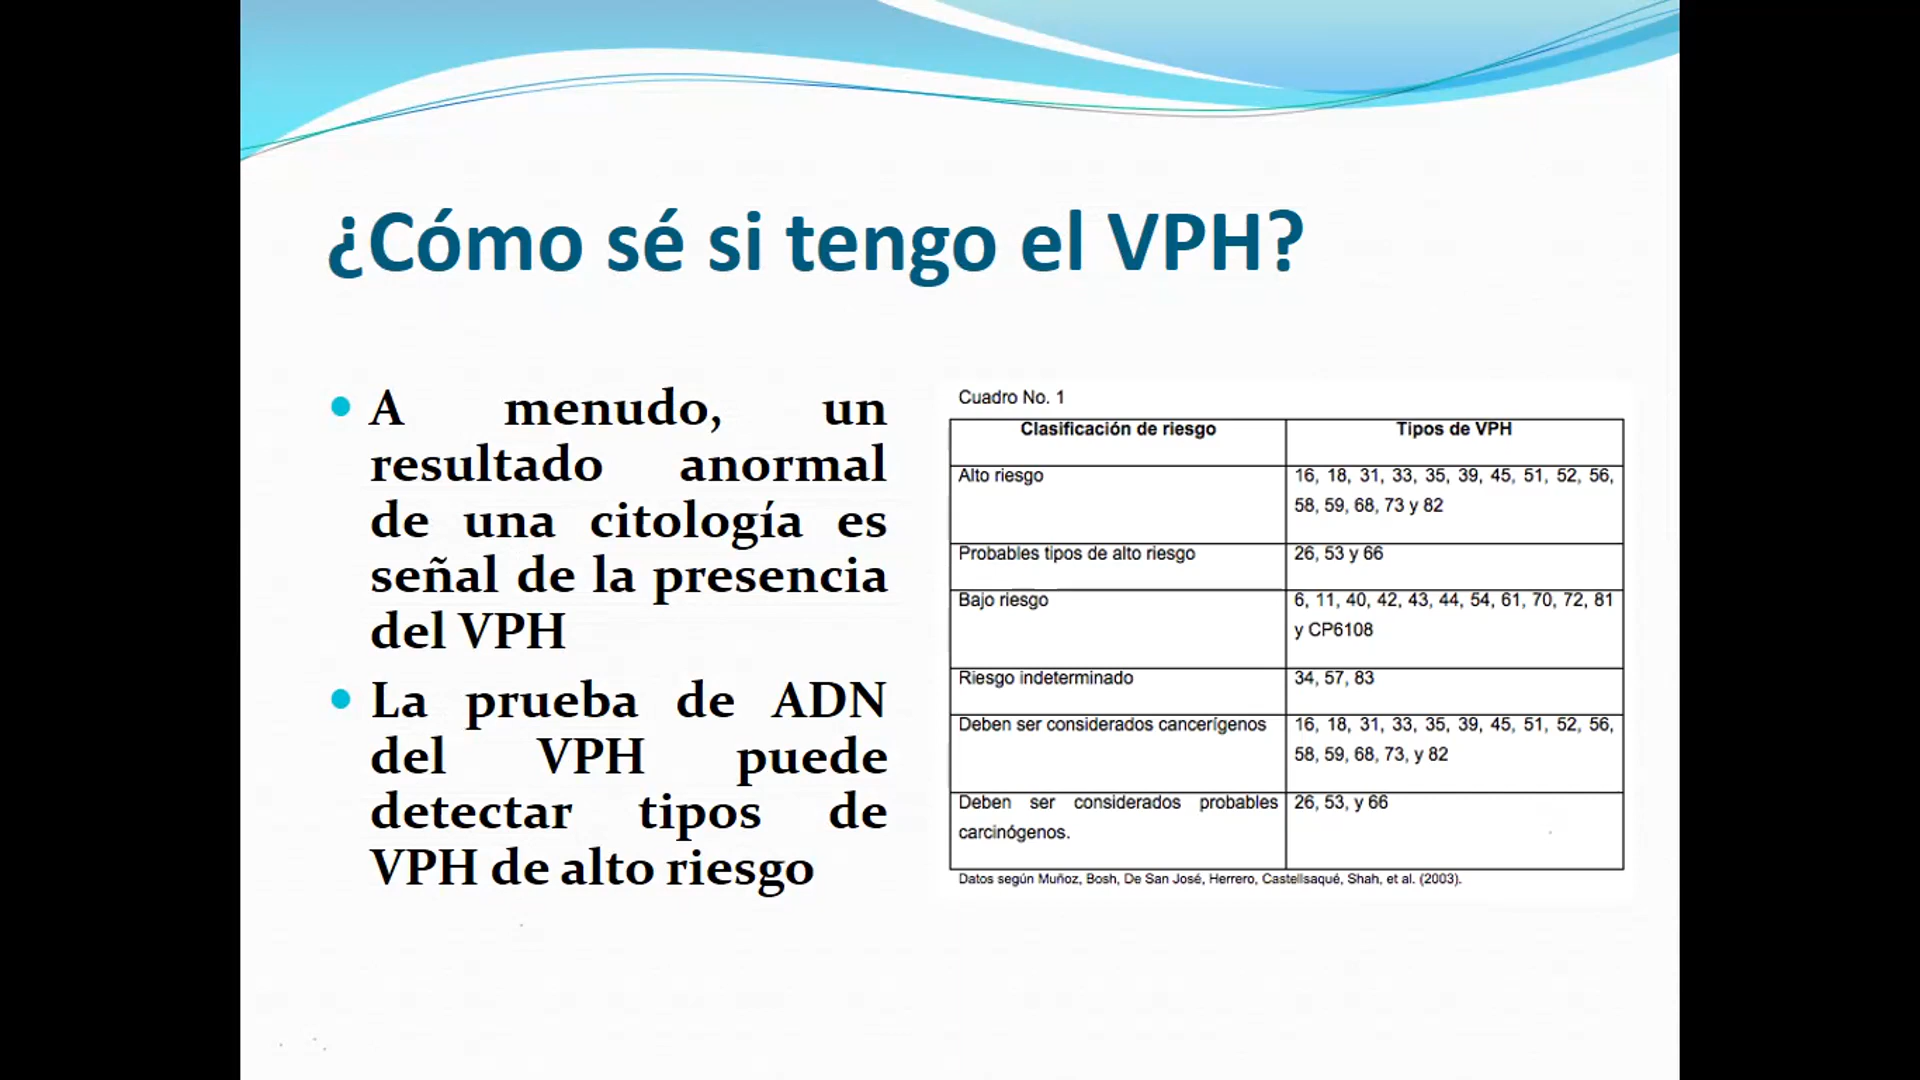 ¿Cómo sé si tengo el VPH?
A menudo, un
resultado anormal
de una citología es
señal de la presencia
del VPH
La prueba de ADN
del VPH puede
detectar tipos de
VPH de alto riesgo
Cuadro No. 1
Clasificación de riesgo Tipos de VPH
Alto riesgo 16, 18, 31, 33, 35, 39, 45, 51, 52, 56,
58, 59, 68, 73 y 82
Probables tipos de alto riesgo 26, 53 y 66
Bajo riesgo 6, 11, 40, 42, 43, 44, 54, 61, 70, 72, 81
y CP6108
Riesgo indeterminado 34, 57, 83
Deben ser considerados cancerígenos 16, 18, 31, 33, 35, 39, 45, 51, 52, 56,
58, 59, 68, 73, y 82
Deben ser considerados probables 26, 53, y 66
carcinógenos.
Datos según Muñoz, Bosh, De San José, Herrero, Castellsaqué, Shah, et al. (2003).